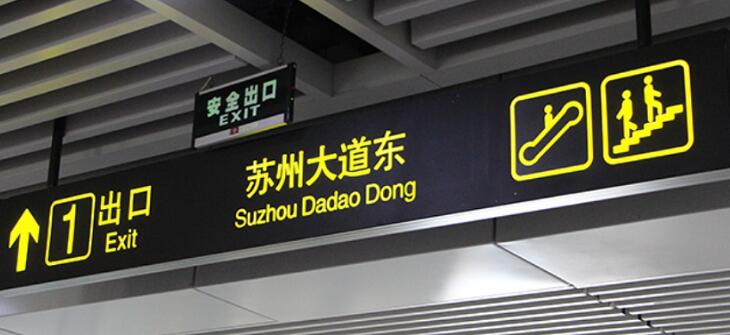 安全出口
EXIT
1 出口
Exit
苏州大道东
Suzhou Dadao Dong